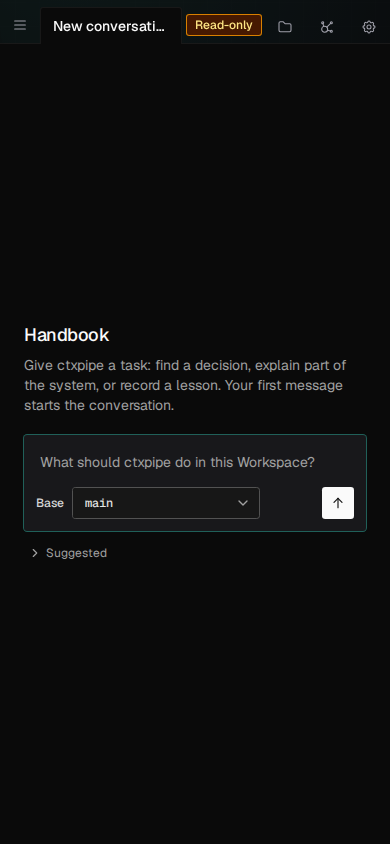 New conversati...
Read-only
Handbook
Give ctxpipe a task: find a decision, explain part of
the system, or record a lesson. Your first message
starts the conversation.
What should ctxpipe do in this Workspace?
Base
main
Suggested